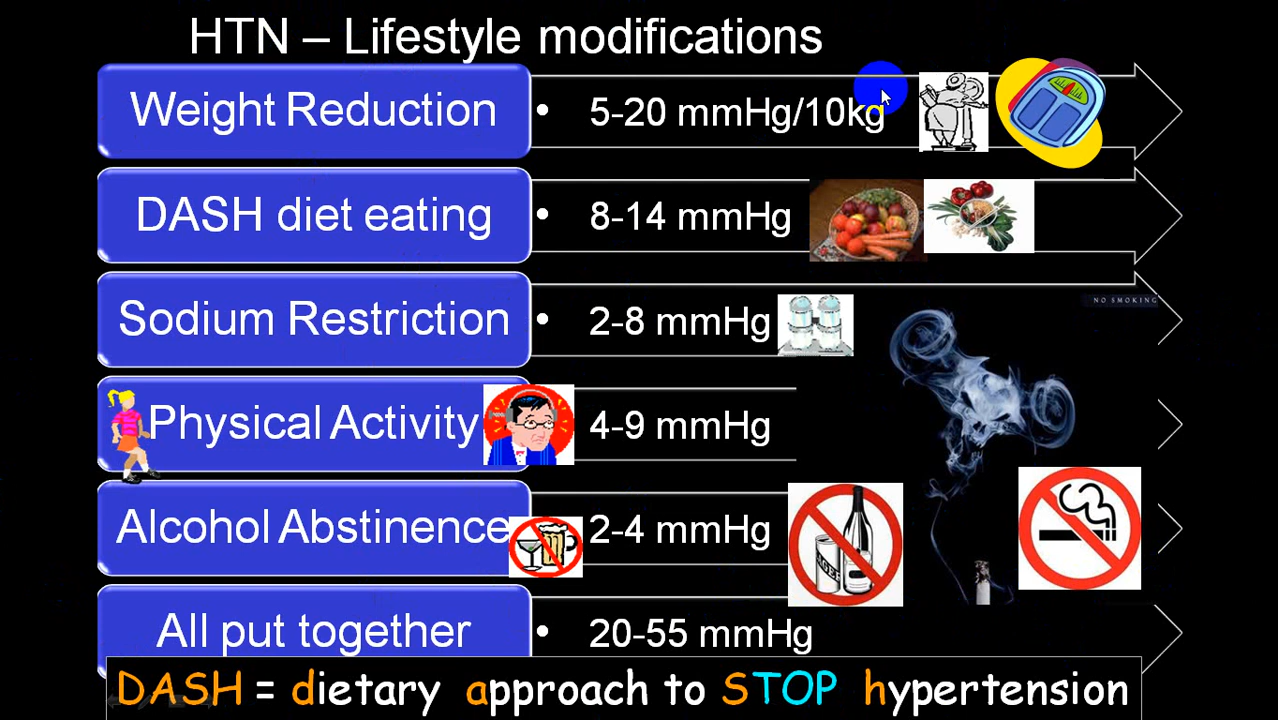 HTN – Lifestyle modifications
Weight Reduction
• 5-20 mmHg/10kg
DASH diet eating
• 8-14 mmHg
Sodium Restriction
• 2-8 mmHg
NO SMOKING
Physical Activity
• 4-9 mmHg
Alcohol Abstinence
2-4 mmHg
All put together
• 20-55 mmHg
DASH = dietary approach to STOP hypertension